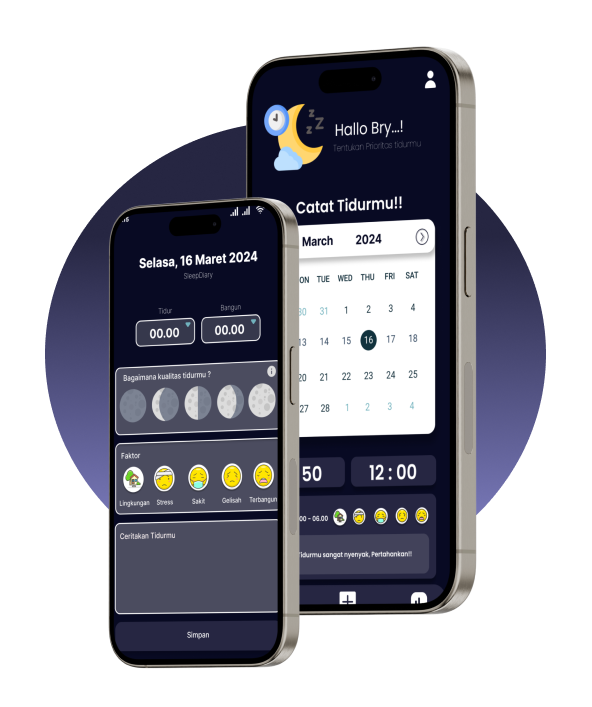 Hallo Bry...!
Tentukan Prioritas tidurmu
Catat Tidurmu!!
March 2024
TUE WED THU FRI SAT
31 1 2 3 4
13 14 15 16 17 18
20 21 22 23 24 25
27 28 1 2 3 4
50 12 : 00
00 - 06.00
Tidurmu sangat nyenyak, Pertahankan!!
Selasa, 16 Maret 2024
SleepDiary
Tidur Bangun
00.00 00.00
Bagaimana kualitas tidurmu ?
Faktor
Lingkungan Stress Sakit Gelisah Terbangun
Ceritakan Tidurmu
Simpan